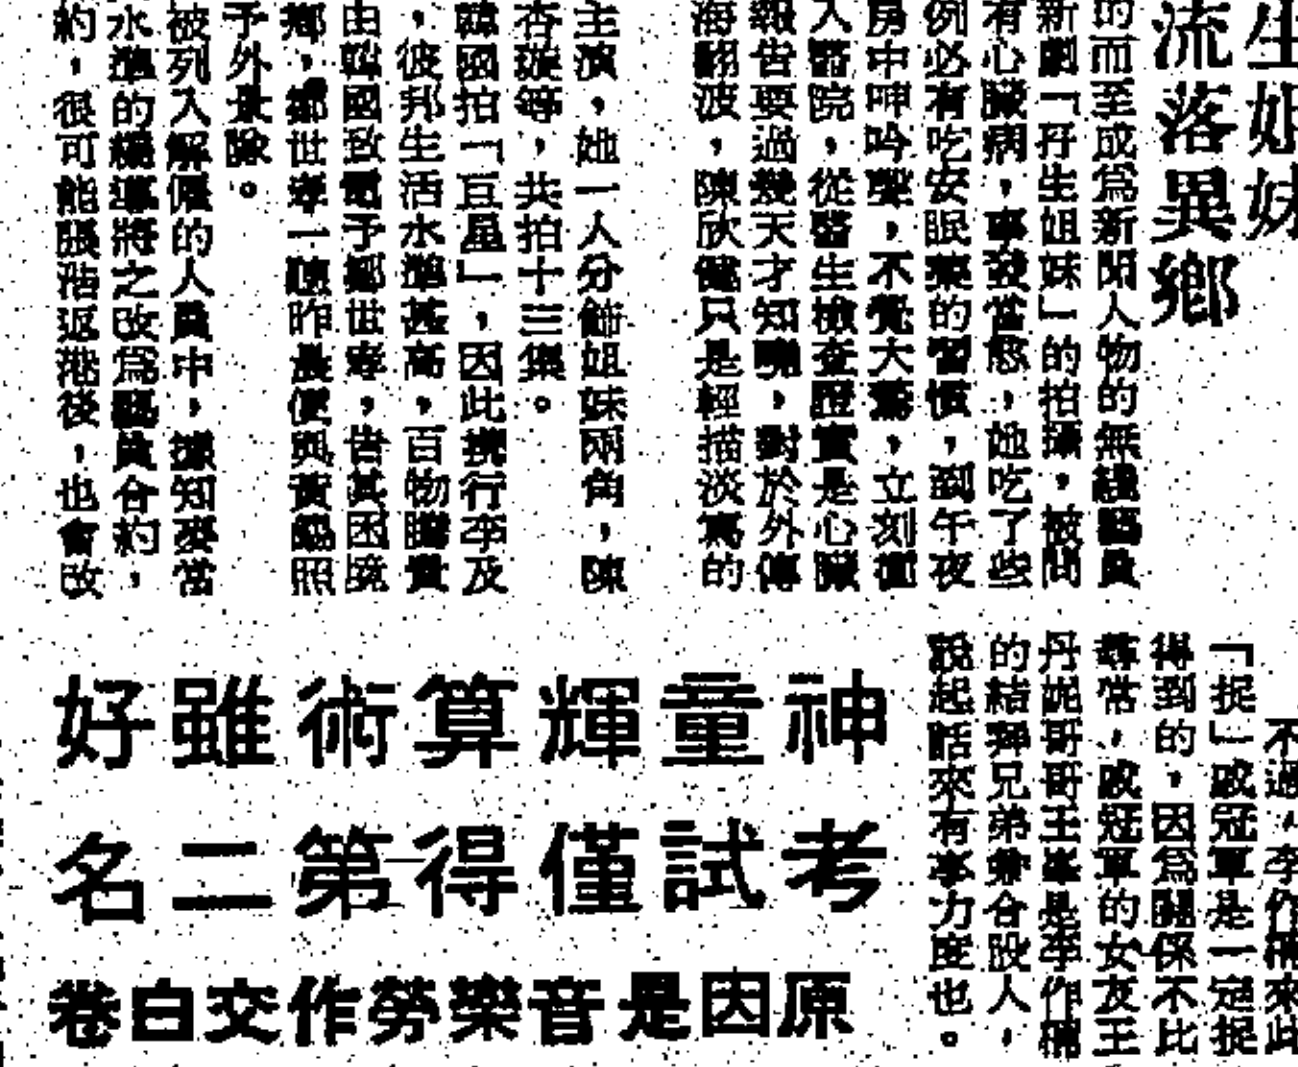 生姐妹
流落異鄉
的而至成爲新聞人物的無綫藝員
新劇「孖生姐妹」的拍攝，被問
有心臟病，事發當愈，她吃了些
例必有吃安眠藥的習慣，到午夜
房中呻吟聲，不覺大驚，立刻
入醫院，從醫生檢查證實是心臟
報告要過幾天才知曉，對於外傳
海翻波，陳欣健只是輕描淡寫的
主演，她一人分飾姐妹兩角，陳
杏璇等，共拍十三集。
韓國拍「巨星」，因此携行李及
，彼邦生活水準甚高，百物騰貴
由韓國致電予鄒世孝，告其困境
鄉，鄒世孝一聽昨晨便與黃照
予外景隊。
被列入解僱的人員中，據知麥當
水準的編導將之改爲藝員合約，
約，很可能張浩返港後，也會改
不過，李作楠來此
「捉」成冠軍是一定捉
得到的，因爲關係不比
尋常，成冠軍的女友王
丹妮哥哥王峯是李作楠
的結拜兄弟兼合股人，
說起話來有事力度也。
神童輝算術雖好
考試僅得第二名
原因是音樂勞作交白卷